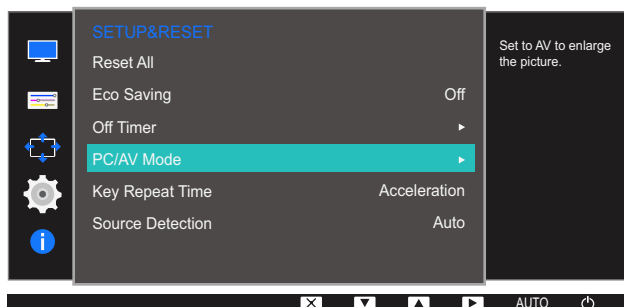 SETUP&RESET
Reset All
Eco Saving Off
Off Timer
PC/AV Mode
Key Repeat Time Acceleration
Source Detection Auto
Set to AV to enlarge
the picture.
AUTO